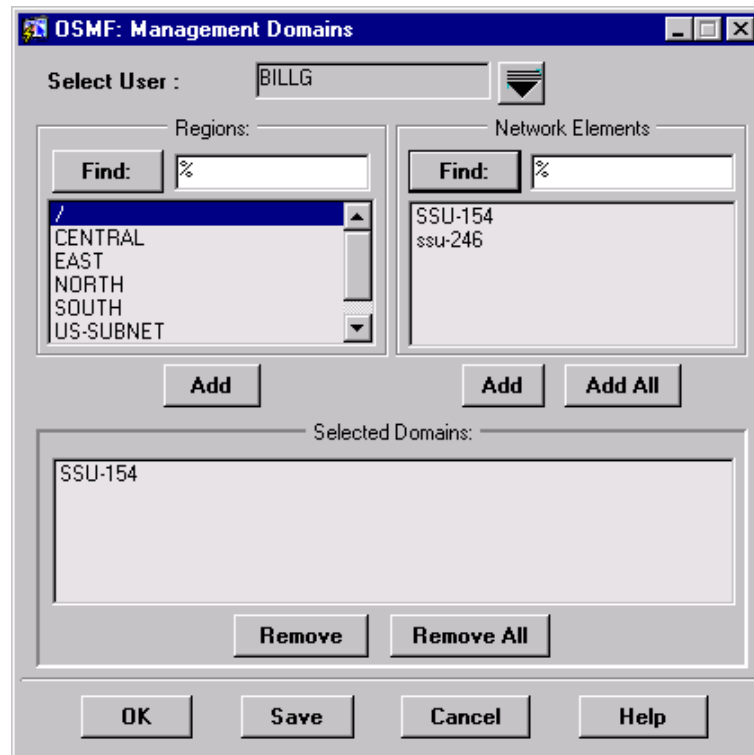 OSMF: Management Domains
Select User :
BILLG
Regions:
Find:
%
/
CENTRAL
EAST
NORTH
SOUTH
US-SUBNET
Add
Network Elements
Find:
%
SSU-154
ssu-246
Add
Add All
Selected Domains:
SSU-154
Remove
Remove All
OK
Save
Cancel
Help